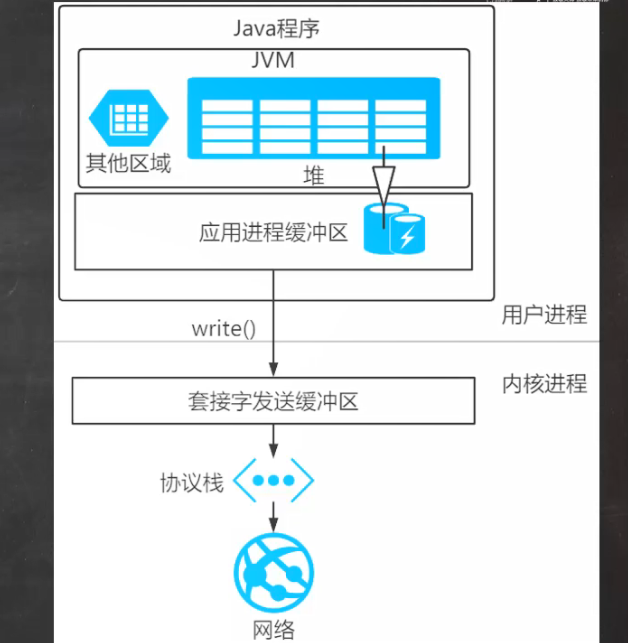 Java程序
JVM
其他区域
堆
应用进程缓冲区
用户进程
write()
内核进程
套接字发送缓冲区
协议栈
网络